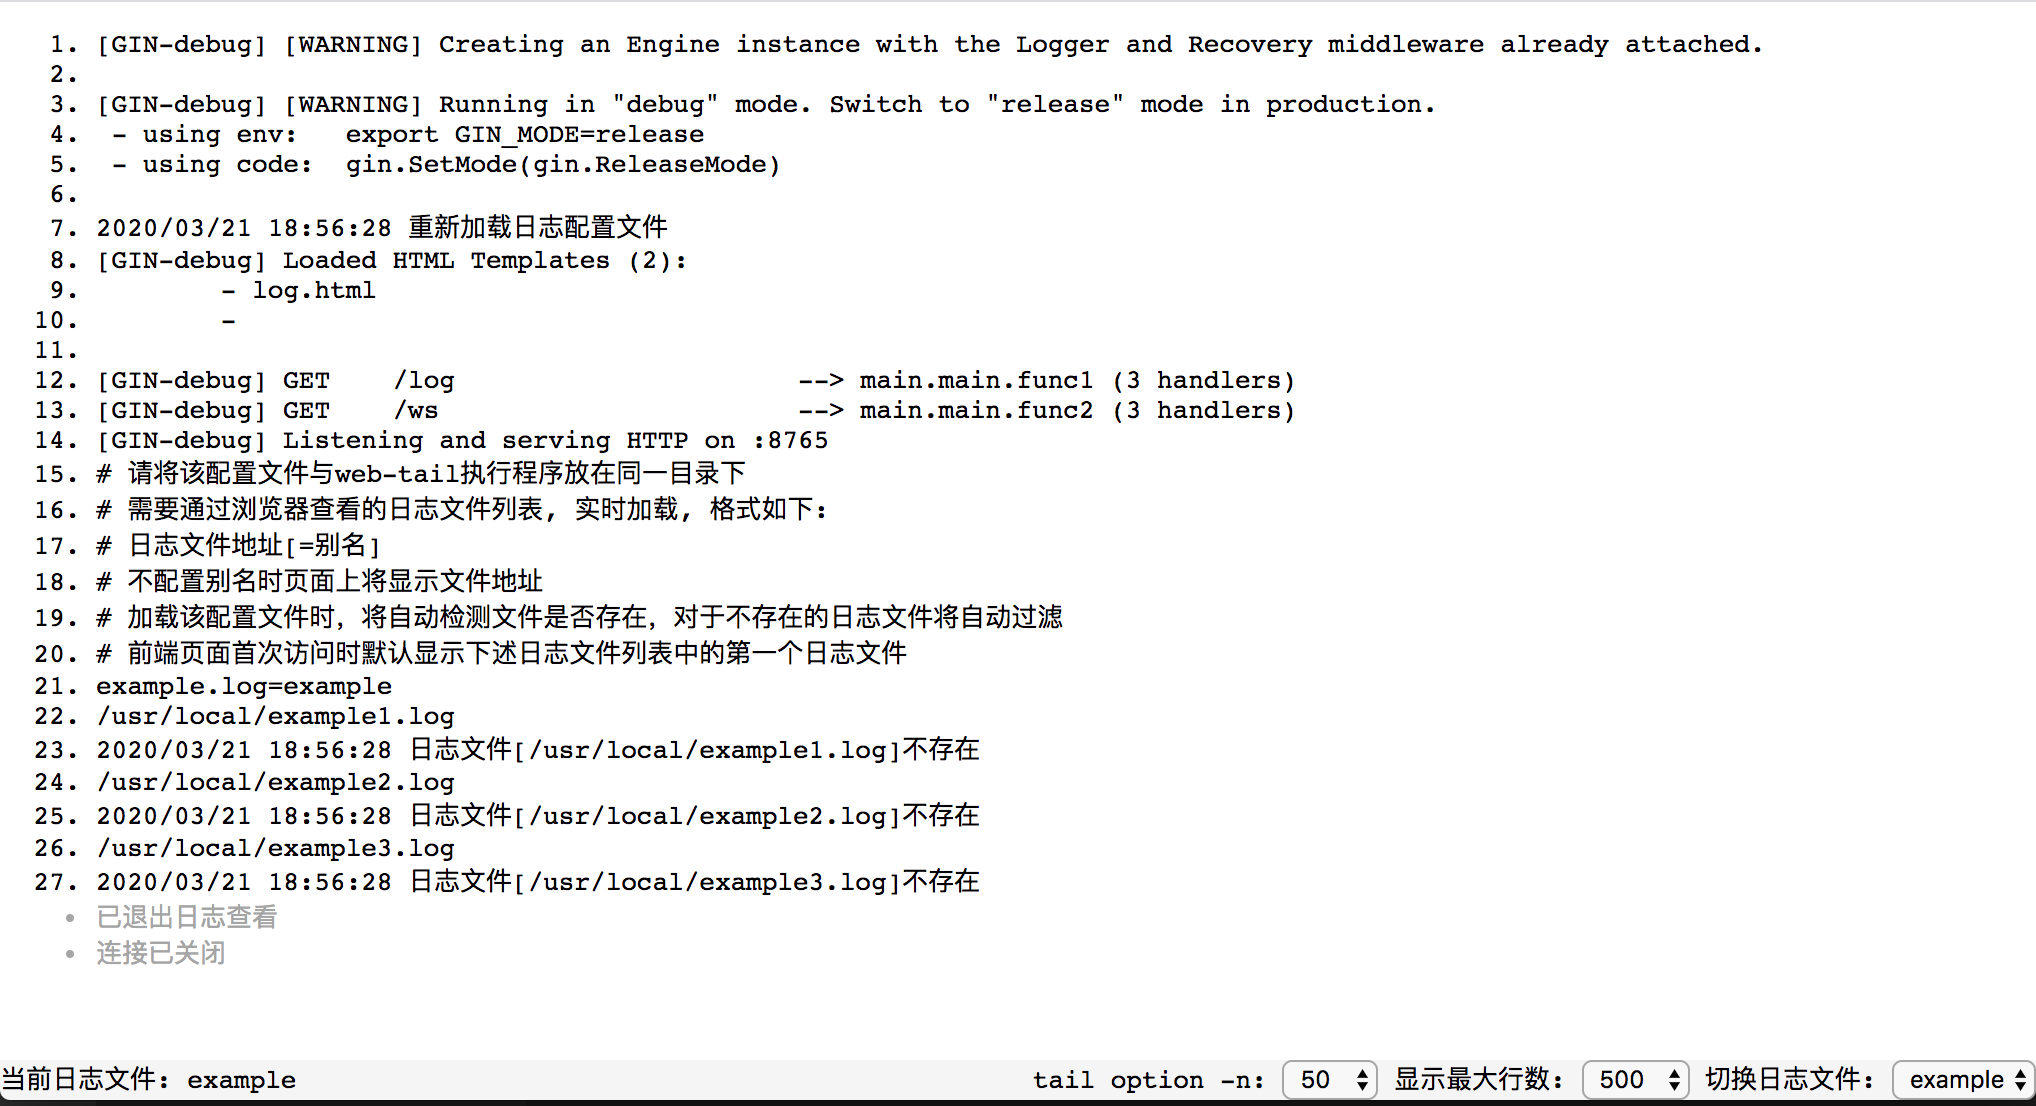 1. [GIN-debug] [WARNING] Creating an Engine instance with the Logger and Recovery middleware already attached.
2.
3. [GIN-debug] [WARNING] Running in "debug" mode. Switch to "release" mode in production.
4.  - using env:   export GIN_MODE=release
5.  - using code:  gin.SetMode(gin.ReleaseMode)
6.
7. 2020/03/21 18:56:28 重新加载日志配置文件
8. [GIN-debug] Loaded HTML Templates (2):
9.         - log.html
10.         -
11.
12. [GIN-debug] GET    /log                      --> main.main.func1 (3 handlers)
13. [GIN-debug] GET    /ws                       --> main.main.func2 (3 handlers)
14. [GIN-debug] Listening and serving HTTP on :8765
15. # 请将该配置文件与web-tail执行程序放在同一目录下
16. # 需要通过浏览器查看的日志文件列表, 实时加载, 格式如下:
17. # 日志文件地址[=别名]
18. # 不配置别名时页面上将显示文件地址
19. # 加载该配置文件时，将自动检测文件是否存在，对于不存在的日志文件将自动过滤
20. # 前端页面首次访问时默认显示下述日志文件列表中的第一个日志文件
21. example.log=example
22. /usr/local/example1.log
23. 2020/03/21 18:56:28 日志文件[/usr/local/example1.log]不存在
24. /usr/local/example2.log
25. 2020/03/21 18:56:28 日志文件[/usr/local/example2.log]不存在
26. /usr/local/example3.log
27. 2020/03/21 18:56:28 日志文件[/usr/local/example3.log]不存在
• 已退出日志查看
• 连接已关闭
当前日志文件: example tail option -n: 50 显示最大行数: 500 切换日志文件: example